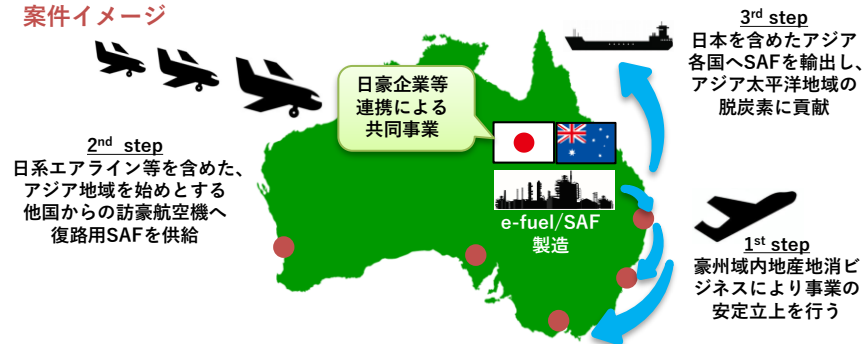 案件イメージ
日豪企業等
連携による
共同事業
3rd step
日本を含めたアジア
各国へSAFを輸出し、
アジア太平洋地域の
脱炭素に貢献
2nd step
日系エアライン等を含めた、
アジア地域を始めとする
他国からの訪豪航空機へ
復路用SAFを供給
e-fuel/SAF
製造
1st step
豪州域内地産地消ビ
ジネスにより事業の
安定立上を行う